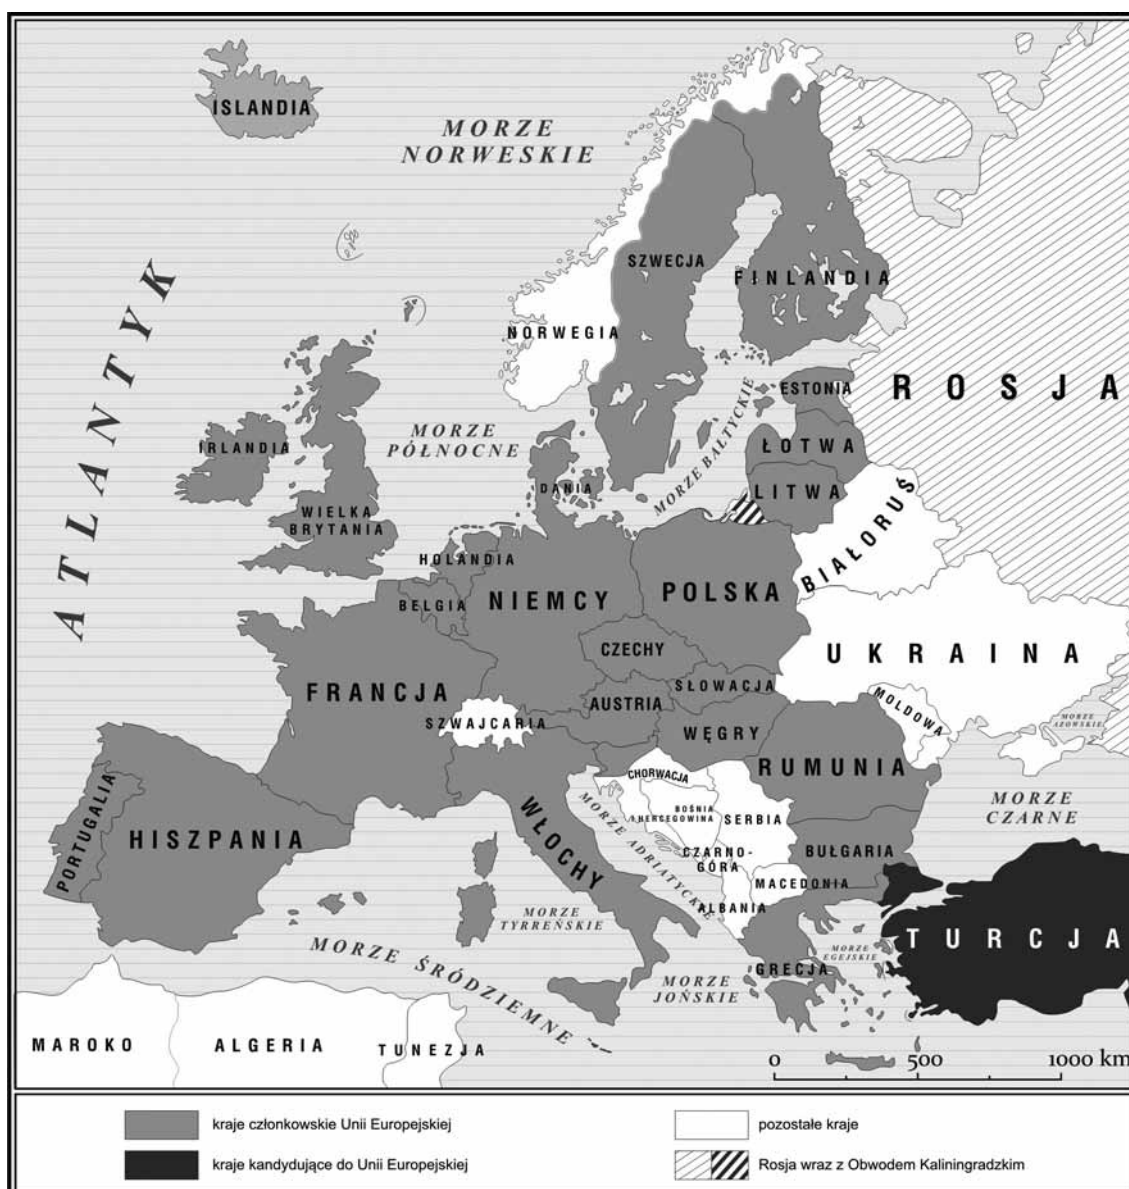 ISLANDIA
MORZE
NORWESKIE
ATLANTYK
SZWECJA
FINLANDIA
NORWEGIA
ROSJA
ESTONIA
MORZE
PÓŁNOCNE
MORZE BAŁTYCKIE
IRLANDIA
ŁOTWA
DANIA
LITWA
WIELKA
BRYTANIA
BIAŁORUŚ
HOLANDIA
BELGIA
NIEMCY
POLSKA
CZECHY
UKRAINA
FRANCJA
SŁOWACJA
AUSTRIA
MOLDOWA
SZWAJCARIA
WĘGRY
MORZE
AZOWSKIE
RUMUNIA
CHORWACJA
PORTUGALIA
HISZPANIA
WŁOCHY
MORZE ADRIATYCKIE
BOŚNIA
I HERCEGOWINA
SERBIA
MORZE
CZARNE
CZARNO-
GÓRA
BUŁGARIA
MACEDONIA
ALBANIA
MORZE
TYRREŃSKIE
TURCJA
MORZE
EGEJSKIE
MORZE ŚRÓDZIEMNE
GRECJA
MORZE
JOŃSKIE
MAROKO
ALGERIA
TUNEZJA
0 500 1000 km
kraje członkowskie Unii Europejskiej
pozostałe kraje
kraje kandydujące do Unii Europejskiej
Rosja wraz z Obwodem Kaliningradzkim